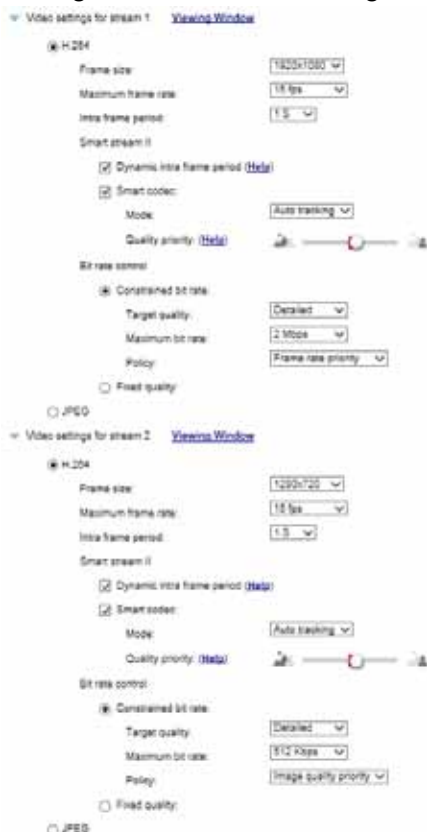 Video settings for stream 1 Viewing Window
H.264
Frame size: 1920x1080
Maximum frame rate: 15 fps
Intra frame period: 1 S
Smart stream II
Dynamic intra frame period (Help)
Smart codec:
Mode: Auto tracking
Quality priority: (Help)
Bit rate control
Constrained bit rate:
Target quality: Detailed
Maximum bit rate: 2 Mbps
Policy: Frame rate priority
Fixed quality:
JPEG
Video settings for stream 2 Viewing Window
H.264
Frame size: 1280x720
Maximum frame rate: 15 fps
Intra frame period: 1 S
Smart stream II
Dynamic intra frame period (Help)
Smart codec:
Mode: Auto tracking
Quality priority: (Help)
Bit rate control
Constrained bit rate:
Target quality: Detailed
Maximum bit rate: 512 Kbps
Policy: Image quality priority
Fixed quality:
JPEG